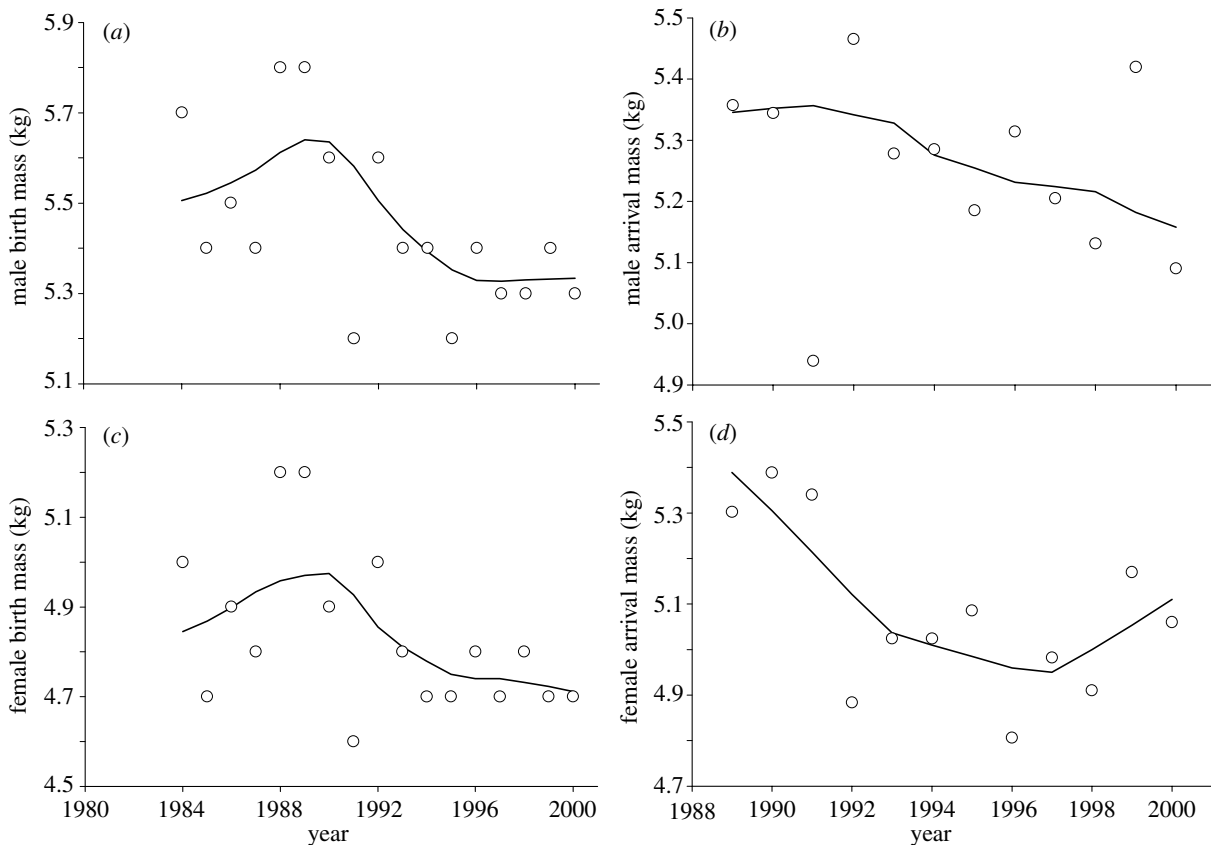 (a)
male birth mass (kg)
5.9
5.7
5.5
5.3
5.1
(b)
male arrival mass (kg)
5.5
5.4
5.3
5.2
5.1
5.0
4.9
(c)
female birth mass (kg)
5.3
5.1
4.9
4.7
4.5
1980 1984 1988 1992 1996 2000
year
(d)
female arrival mass (kg)
5.5
5.3
5.1
4.9
4.7
1988 1990 1992 1994 1996 1998 2000
year